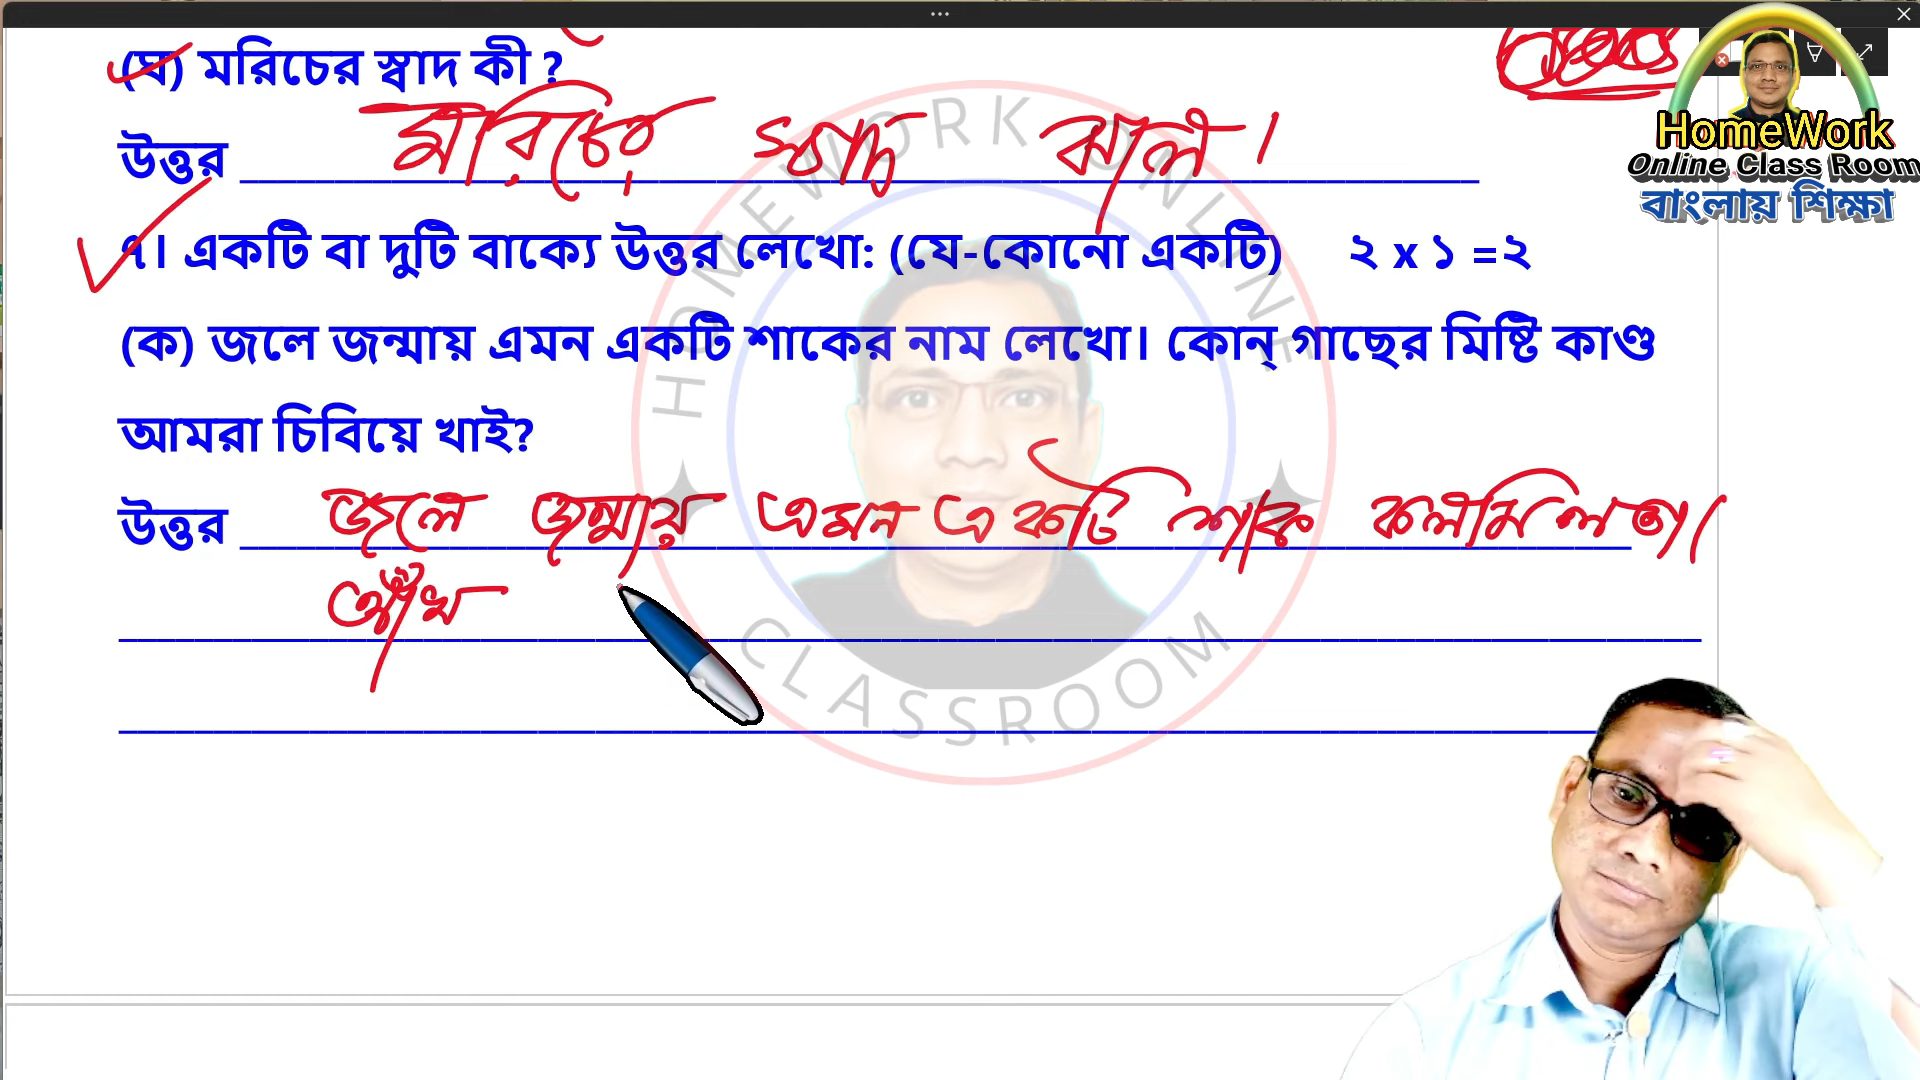 (ঘ) মরিচের স্বাদ কী ?
উত্তর মরিচের স্বাদ ঝাল।
৭। একটি বা দুটি বাক্যে উত্তর লেখো: (যে-কোনো একটি) ২ x ১ =২
(ক) জলে জন্মায় এমন একটি শাকের নাম লেখো। কোন্ গাছের মিষ্টি কাণ্ড
আমরা চিবিয়ে খাই?
উত্তর জলে জন্মায় এমন একটি শাক কলমিলতা।
আঁখ
HomeWork
Online Class Room
বাংলায় শিক্ষা
HOMEWORK ONLINE
CLASSROOM